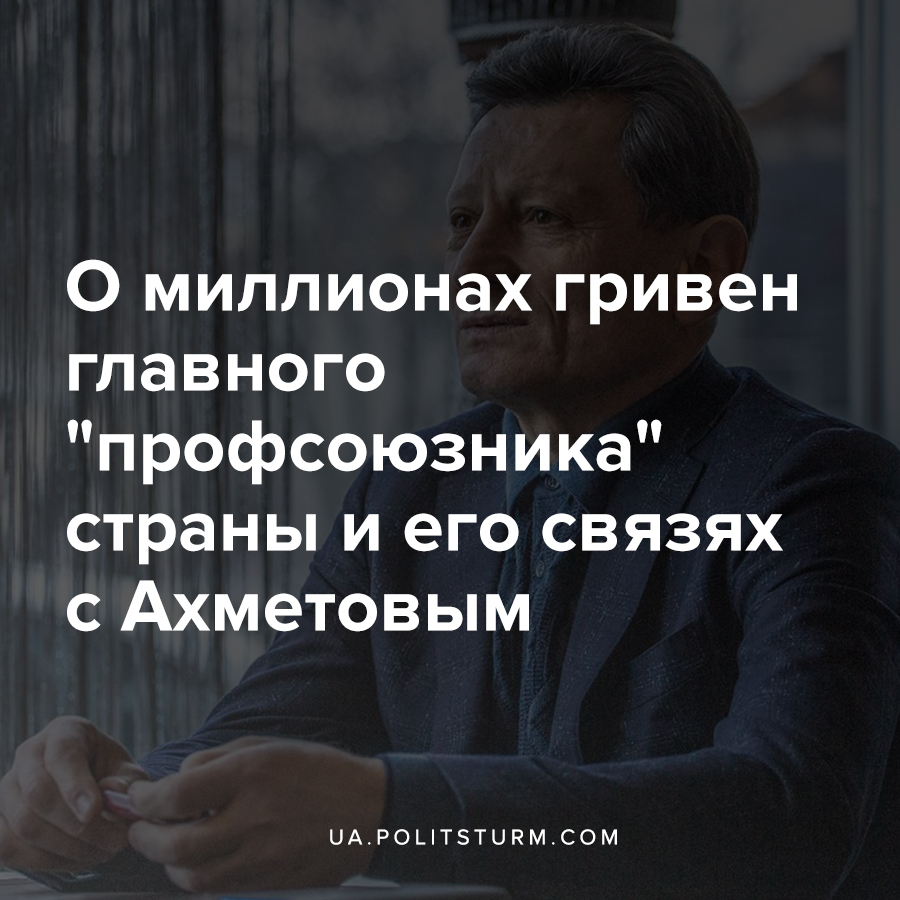 О миллионах гривен
главного
"профсоюзника"
страны и его связях
с Ахметовым
UA.POLITSTURM.COM